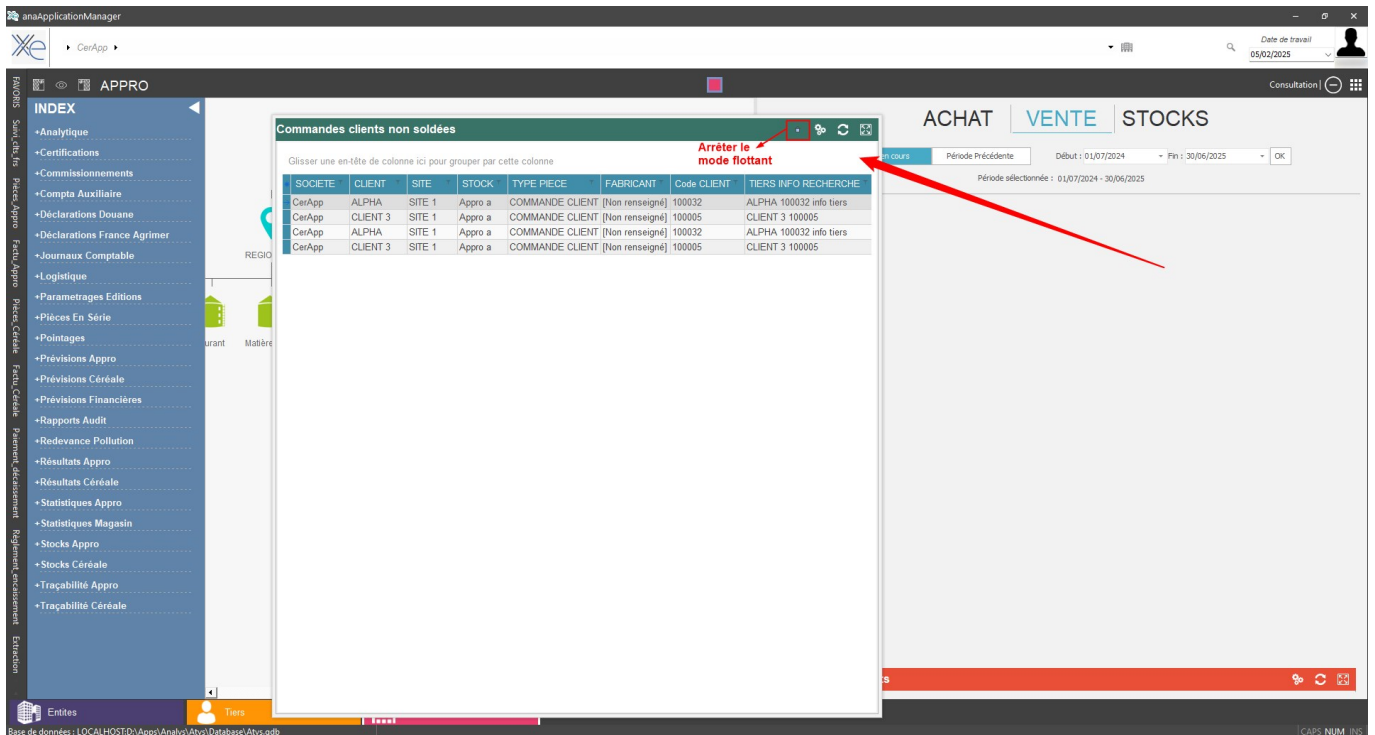 anaApplicationManager
CerApp
Date de travail
05/02/2025
APPRO
Consultation
FAVORIS
Suivi_clts_frs
Pièces_Appro
Factu_Appro
Pièces_Céréale
Factu_Céréale
Paiement_décaissement
Règlement_encaissement
Extraction
INDEX
+Analytique
+Certifications
+Commissionnements
+Compta Auxiliaire
+Déclarations Douane
+Déclarations France Agrimer
+Journaux Comptable
+Logistique
+Parametrages Editions
+Pièces En Série
+Pointages
+Prévisions Appro
+Prévisions Céréale
+Prévisions Financières
+Rapports Audit
+Redevance Pollution
+Résultats Appro
+Résultats Céréale
+Statistiques Appro
+Statistiques Magasin
+Stocks Appro
+Stocks Céréale
+Traçabilité Appro
+Traçabilité Céréale
REGIO
urant Matière
Commandes clients non soldées
Arrêter le
mode flottant
Glisser une en-tête de colonne ici pour grouper par cette colonne
SOCIETE CLIENT SITE STOCK TYPE PIECE FABRICANT Code CLIENT TIERS INFO RECHERCHE
CerApp ALPHA SITE 1 Appro a COMMANDE CLIENT [Non renseigné] 100032 ALPHA 100032 info tiers
CerApp CLIENT 3 SITE 1 Appro a COMMANDE CLIENT [Non renseigné] 100005 CLIENT 3 100005
CerApp ALPHA SITE 1 Appro a COMMANDE CLIENT [Non renseigné] 100032 ALPHA 100032 info tiers
CerApp CLIENT 3 SITE 1 Appro a COMMANDE CLIENT [Non renseigné] 100005 CLIENT 3 100005
ACHAT VENTE STOCKS
en cours Période Précédente Début : 01/07/2024 Fin : 30/06/2025 OK
Période sélectionnée : 01/07/2024 - 30/06/2025
s
Entites Tiers
Base de données : LOCALHOST:D:\Apps\Analys\Atys\Database\Atys.gdb
CAPS NUM INS